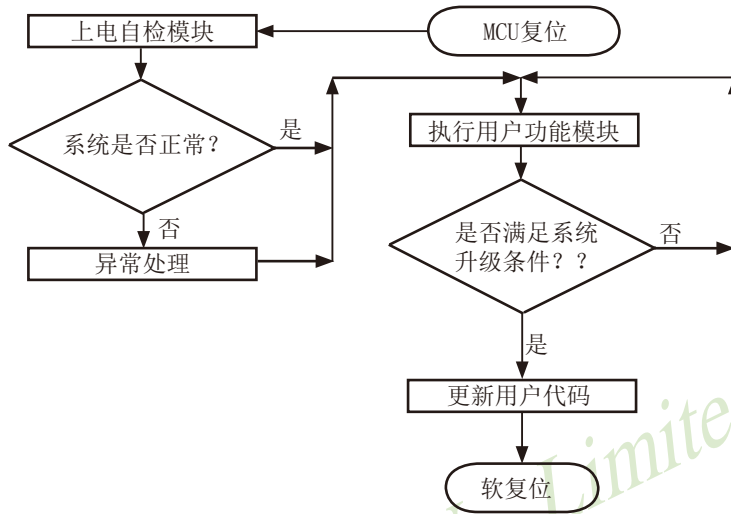 上电自检模块
MCU复位
系统是否正常?
是
否
异常处理
执行用户功能模块
是否满足系统
升级条件??
否
是
更新用户代码
软复位
Limite